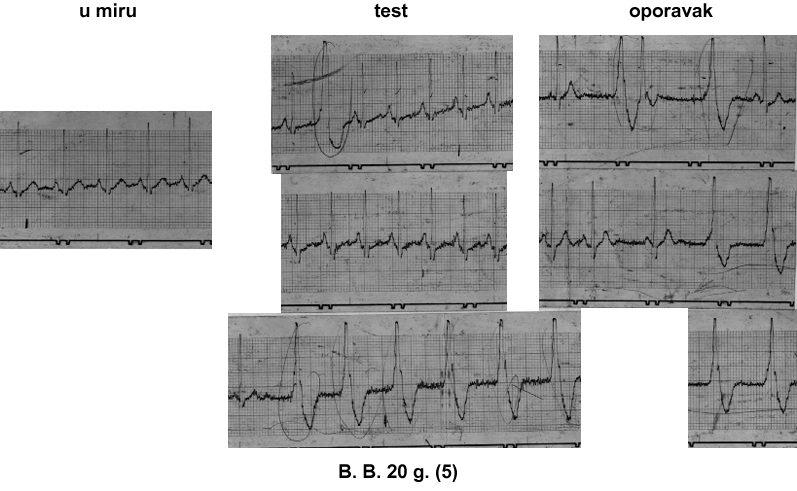 u miru
test
oporavak
B. B. 20 g. (5)